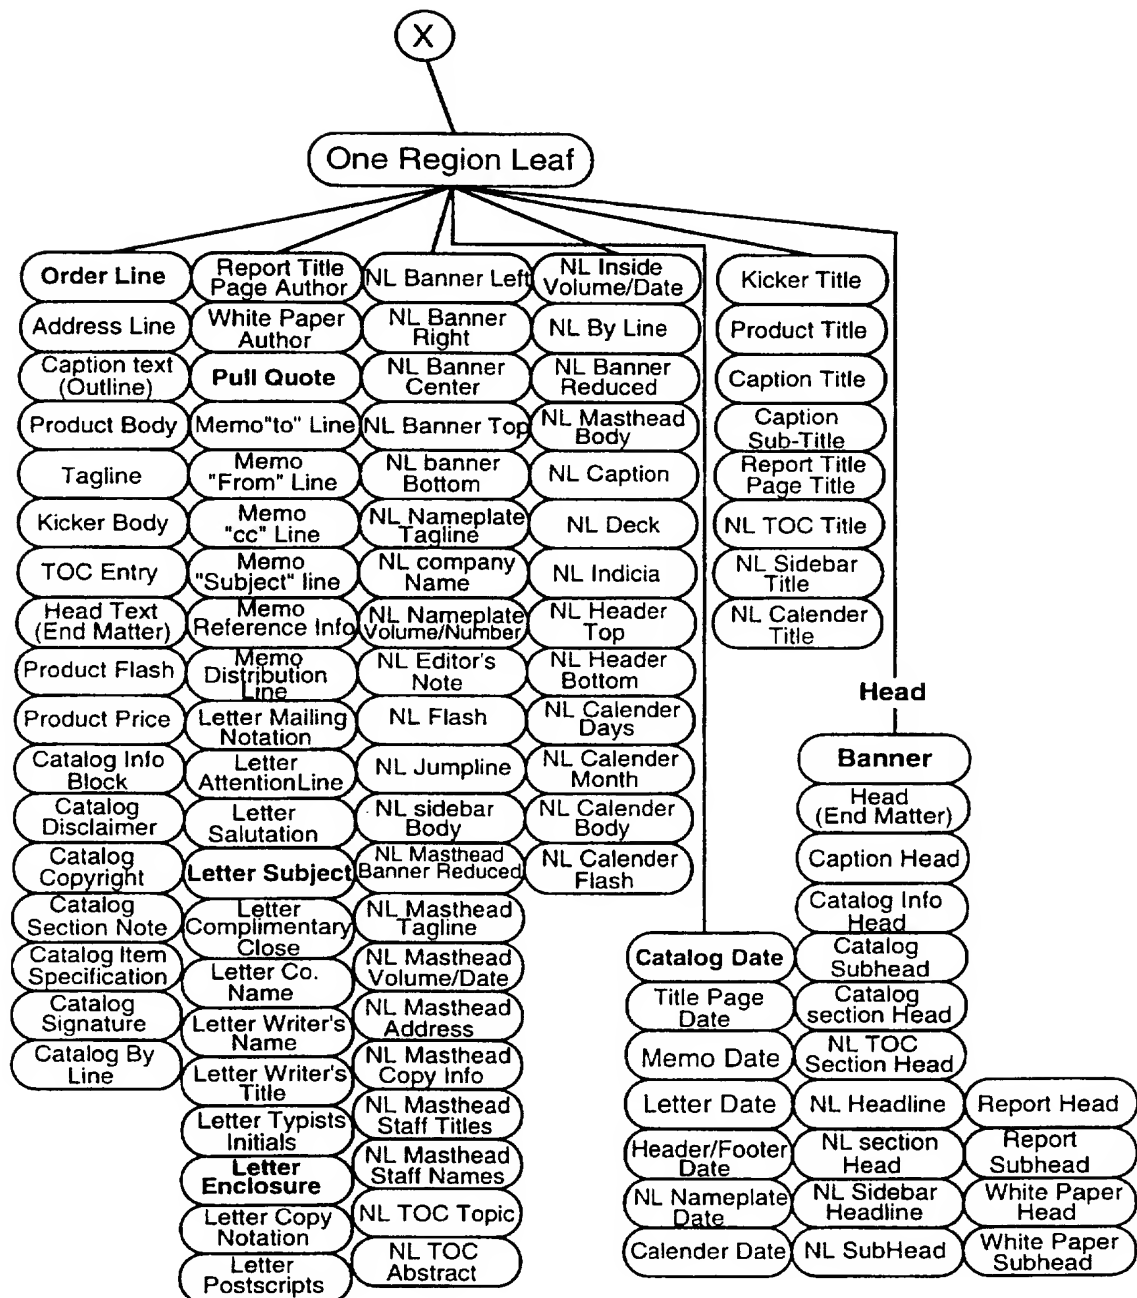 X
One Region Leaf
Order Line
Address Line
Caption text
(Outline)
Product Body
Tagline
Kicker Body
TOC Entry
Head Text
(End Matter)
Product Flash
Product Price
Catalog Info
Block
Catalog
Disclaimer
Catalog
Copyright
Catalog
Section Note
Catalog Item
Specification
Catalog
Signature
Catalog By
Line
Report Title
Page Author
White Paper
Author
Pull Quote
Memo"to" Line
Memo
"From" Line
Memo
"cc" Line
Memo
"Subject" line
Memo
Reference Info
Memo
Distribution
Line
Letter Mailing
Notation
Letter
AttentionLine
Letter
Salutation
Letter Subject
Letter
Complimentary
Close
Letter Co.
Name
Letter Writer's
Name
Letter Writer's
Title
Letter Typists
Initials
Letter
Enclosure
Letter Copy
Notation
Letter
Postscripts
NL Banner Left
NL Banner
Right
NL Banner
Center
NL Banner Top
NL banner
Bottom
NL Nameplate
Tagline
NL company
Name
NL Nameplate
Volume/Number
NL Editor's
Note
NL Flash
NL Jumpline
NL sidebar
Body
NL Masthead
Banner Reduced
NL Masthead
Tagline
NL Masthead
Volume/Date
NL Masthead
Address
NL Masthead
Copy Info
NL Masthead
Staff Titles
NL Masthead
Staff Names
NL TOC Topic
NL TOC
Abstract
NL Inside
Volume/Date
NL By Line
NL Banner
Reduced
NL Masthead
Body
NL Caption
NL Deck
NL Indicia
NL Header
Top
NL Header
Bottom
NL Calender
Days
NL Calender
Month
NL Calender
Body
NL Calender
Flash
Kicker Title
Product Title
Caption Title
Caption
Sub-Title
Report Title
Page Title
NL TOC Title
NL Sidebar
Title
NL Calender
Title
Catalog Date
Title Page
Date
Memo Date
Letter Date
Header/Footer
Date
NL Nameplate
Date
Calender Date
Head
Banner
Head
(End Matter)
Caption Head
Catalog Info
Head
Catalog
Subhead
Catalog
section Head
NL TOC
Section Head
NL Headline
NL section
Head
NL Sidebar
Headline
NL SubHead
Report Head
Report
Subhead
White Paper
Head
White Paper
Subhead